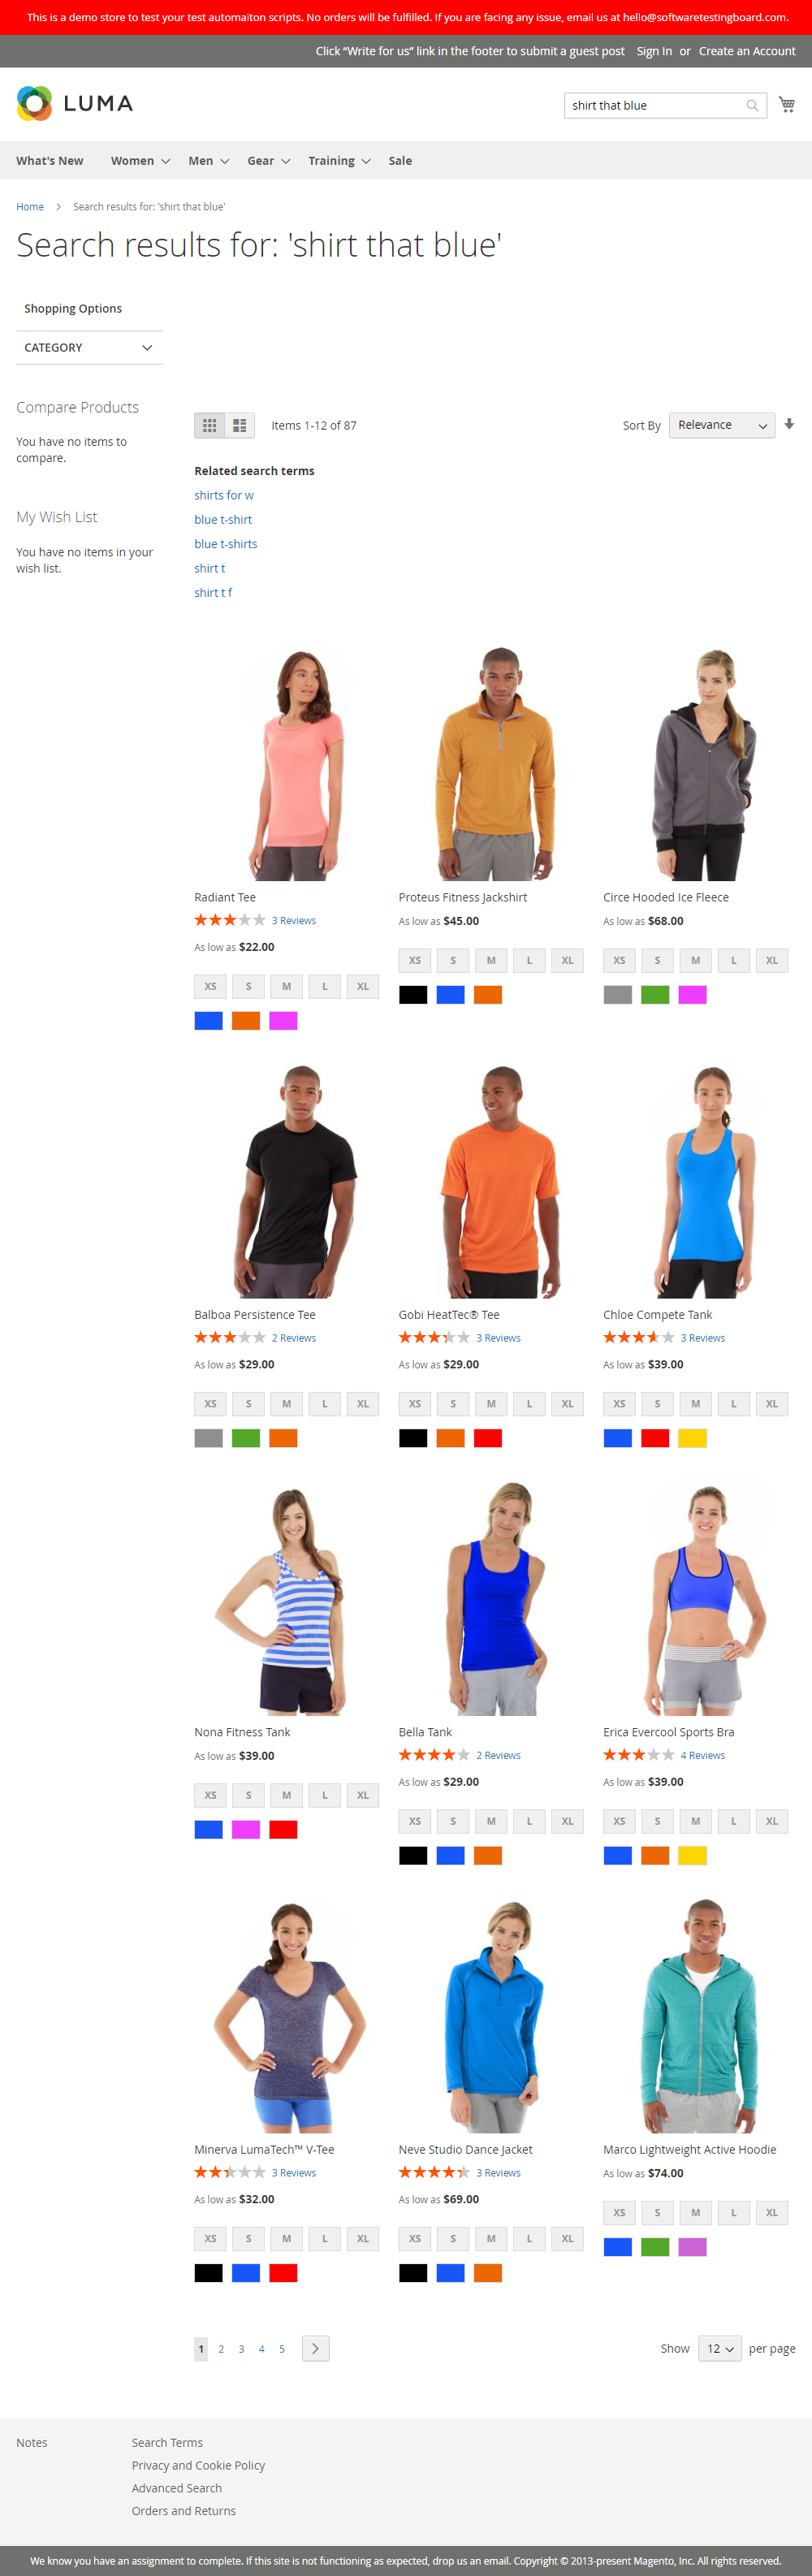 This is a demo store to test your test automaiton scripts. No orders will be fulfilled. If you are facing any issue, email us at hello@softwaretestingboard.com.
Click “Write for us” link in the footer to submit a guest post Sign In or Create an Account
LUMA
shirt that blue
What's New Women Men Gear Training Sale
Home Search results for: 'shirt that blue'
Search results for: 'shirt that blue'
Shopping Options
CATEGORY
Compare Products
You have no items to
compare.
My Wish List
You have no items in your
wish list.
Items 1-12 of 87
Sort By Relevance
Related search terms
shirts for w
blue t-shirt
blue t-shirts
shirt t
shirt t f
Radiant Tee
3 Reviews
As low as $22.00
XS S M L XL
Proteus Fitness Jackshirt
As low as $45.00
XS S M L XL
Circe Hooded Ice Fleece
As low as $68.00
XS S M L XL
Balboa Persistence Tee
2 Reviews
As low as $29.00
XS S M L XL
Gobi HeatTec® Tee
3 Reviews
As low as $29.00
XS S M L XL
Chloe Compete Tank
3 Reviews
As low as $39.00
XS S M L XL
Nona Fitness Tank
As low as $39.00
XS S M L XL
Bella Tank
2 Reviews
As low as $29.00
XS S M L XL
Erica Evercool Sports Bra
4 Reviews
As low as $39.00
XS S M L XL
Minerva LumaTech™ V-Tee
3 Reviews
As low as $32.00
XS S M L XL
Neve Studio Dance Jacket
3 Reviews
As low as $69.00
XS S M L XL
Marco Lightweight Active Hoodie
As low as $74.00
XS S M L XL
1 2 3 4 5
Show 12 per page
Notes
Search Terms
Privacy and Cookie Policy
Advanced Search
Orders and Returns
We know you have an assignment to complete. If this site is not functioning as expected, drop us an email. Copyright © 2013-present Magento, Inc. All rights reserved.